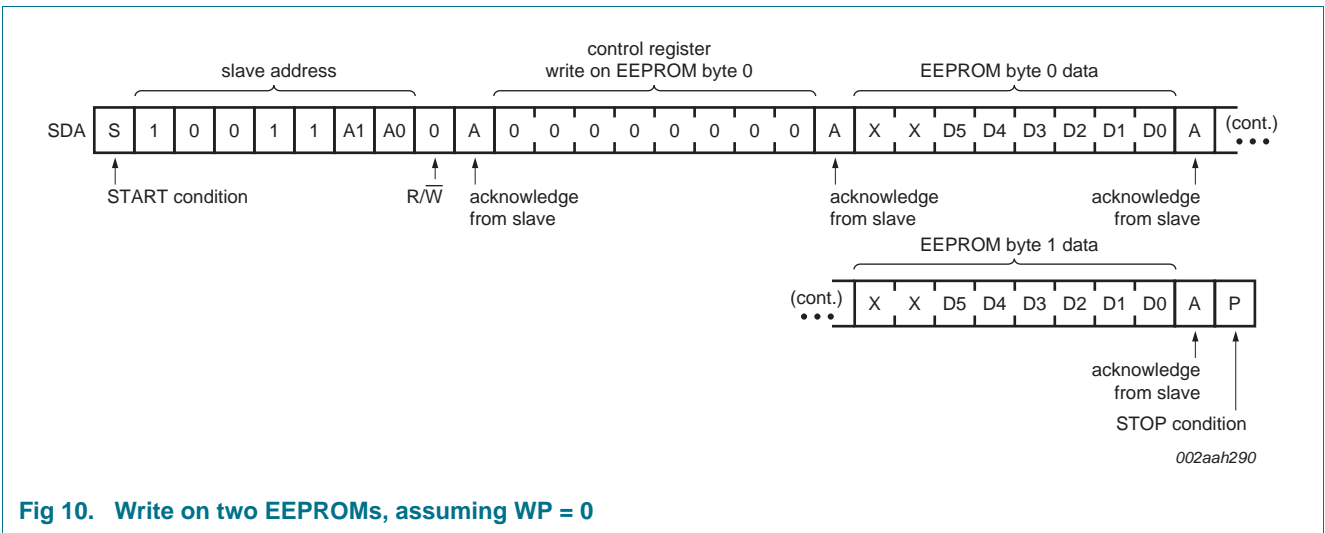 control register
slave address write on EEPROM byte 0 EEPROM byte 0 data
SDA S 1 0 0 1 1 A1 A0 0 A 0 0 0 0 0 0 0 0 A X X D5 D4 D3 D2 D1 D0 A (cont.)
START condition R/W̅ acknowledge acknowledge acknowledge
from slave from slave from slave
EEPROM byte 1 data
(cont.) X X D5 D4 D3 D2 D1 D0 A P
acknowledge
from slave
STOP condition
002aah290
Fig 10. Write on two EEPROMs, assuming WP = 0